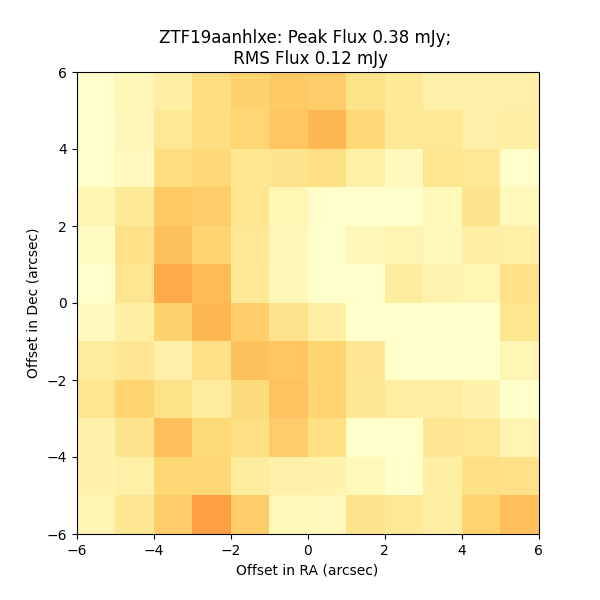 ZTF19aanhlxe: Peak Flux 0.38 mJy;
RMS Flux 0.12 mJy
6
4
2
0
−2
−4
−6
Offset in Dec (arcsec)
−6 −4 −2 0 2 4 6
Offset in RA (arcsec)